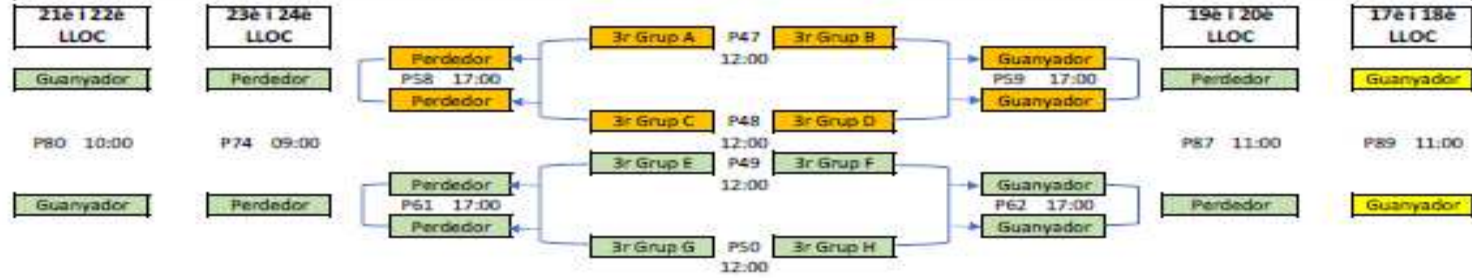 21è i 22è
LLOC
23è i 24è
LLOC
19è i 20è
LLOC
17è i 18è
LLOC
3r Grup A P47 3r Grup B
12:00
Perdedor
P58 17:00
Perdedor
Guanyador
P59 17:00
Guanyador
Guanyador
Perdedor
Perdedor
Guanyador
3r Grup C P48 3r Grup D
12:00
P80 10:00
P74 09:00
P87 11:00
P89 11:00
3r Grup E P49 3r Grup F
12:00
Perdedor
P61 17:00
Perdedor
Guanyador
P62 17:00
Guanyador
Guanyador
Perdedor
Perdedor
Guanyador
3r Grup G P50 3r Grup H
12:00